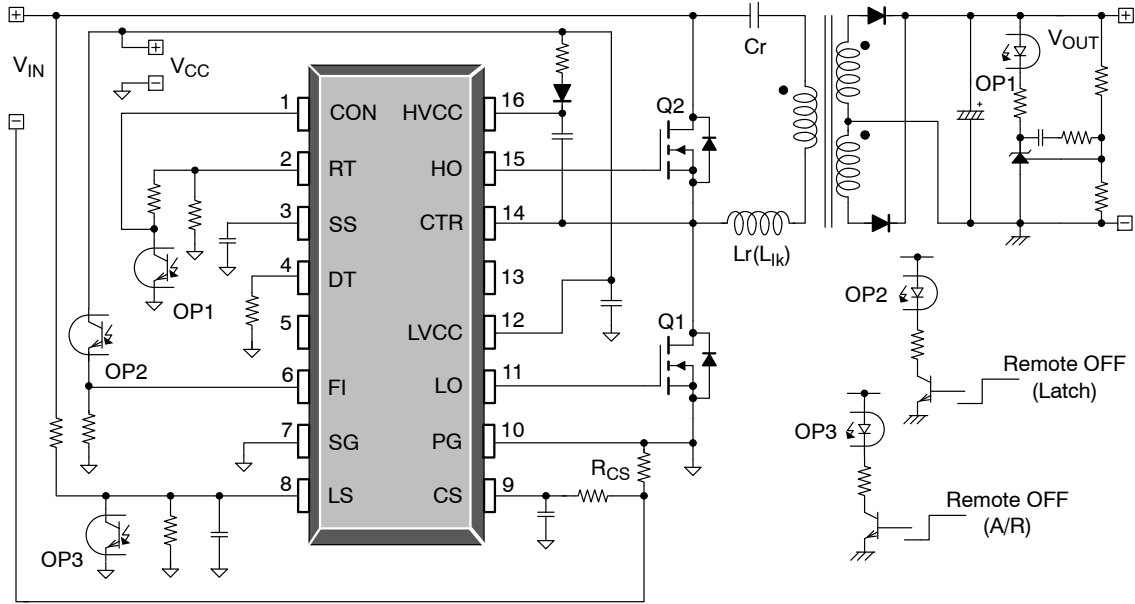 +
V_IN
−
+
V_CC
−
1 CON
2 RT
3 SS
4 DT
5
6 FI
7 SG
8 LS
16 HVCC
15 HO
14 CTR
13
12 LVCC
11 LO
10 PG
9 CS
OP1
OP2
OP3
Q2
Q1
R_CS
Cr
Lr(L_lk)
OP1
+
V_OUT
+
−
OP2
Remote OFF
(Latch)
OP3
Remote OFF
(A/R)